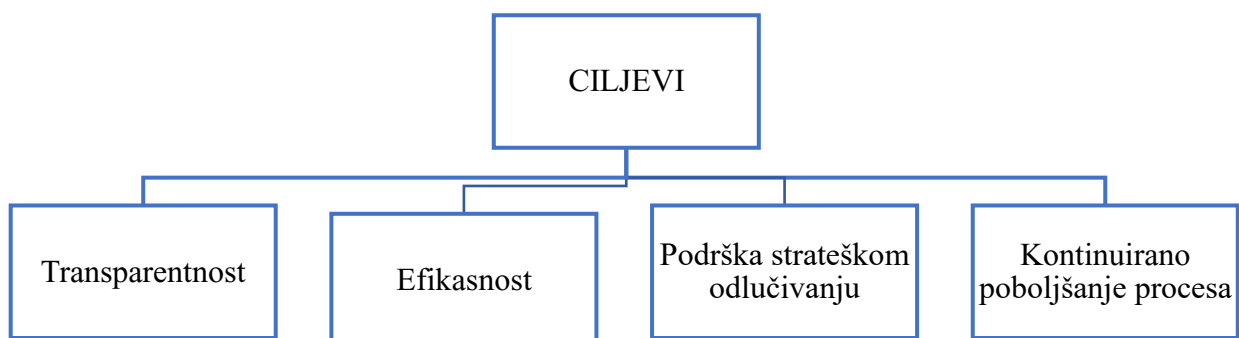 CILJEVI
Transparentnost
Efikasnost
Podrška strateškom
odlučivanju
Kontinuirano
poboljšanje procesa